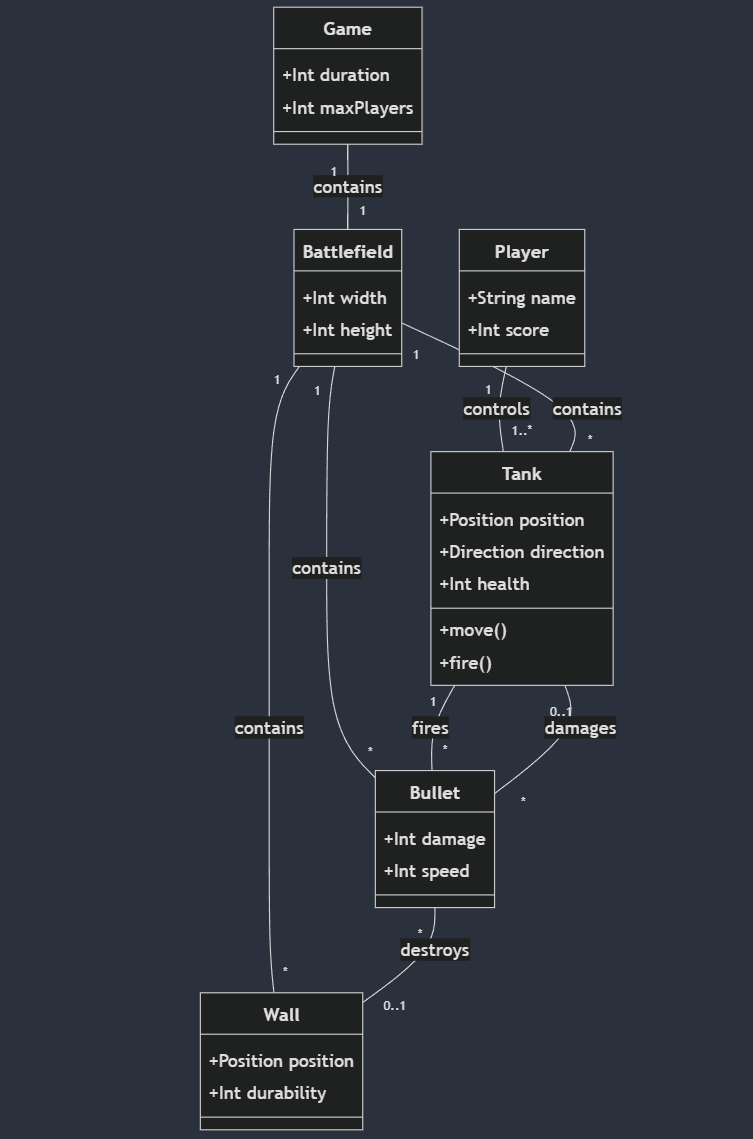 Game
+Int duration
+Int maxPlayers
1
contains
1
Battlefield
+Int width
+Int height
Player
+String name
+Int score
1
1
1
1
controls
contains
1..*
*
Tank
+Position position
+Direction direction
+Int health
+move()
+fire()
contains
1
0..1
contains
fires
damages
*
*
*
Bullet
+Int damage
+Int speed
*
destroys
*
0..1
Wall
+Position position
+Int durability